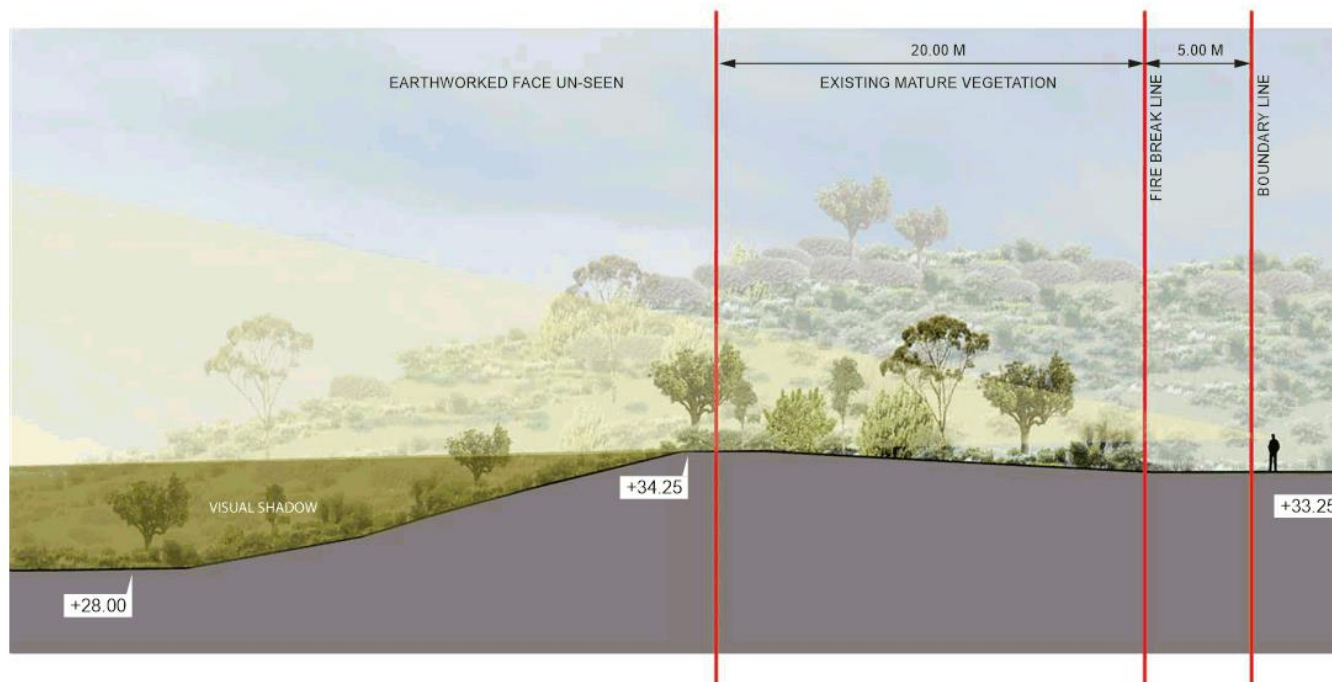 20.00 M
5.00 M
EARTHWORKED FACE UN-SEEN
EXISTING MATURE VEGETATION
FIRE BREAK LINE
BOUNDARY LINE
+34.25
VISUAL SHADOW
+33.25
+28.00